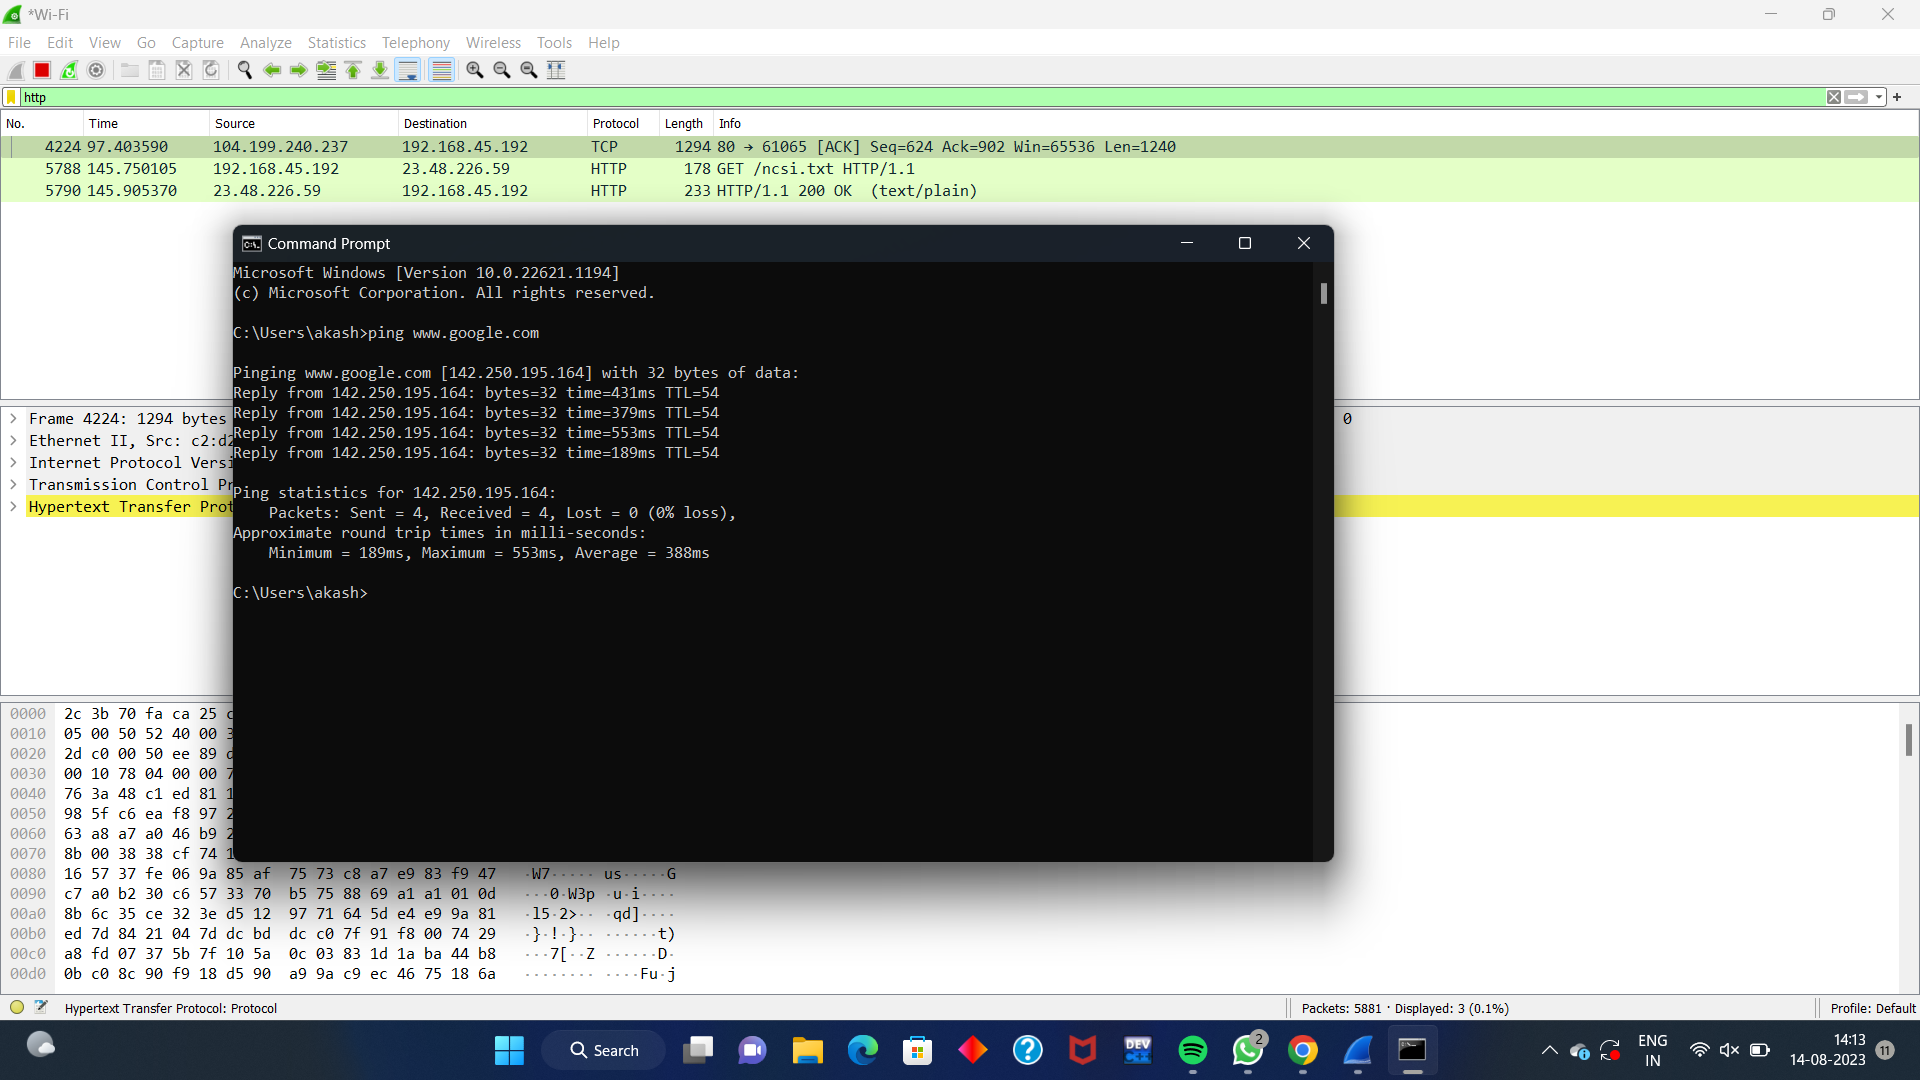 *Wi-Fi
File Edit View Go Capture Analyze Statistics Telephony Wireless Tools Help
http
No. Time Source Destination Protocol Length Info
4224 97.403590 104.199.240.237 192.168.45.192 TCP 1294 80 → 61065 [ACK] Seq=624 Ack=902 Win=65536 Len=1240
5788 145.750105 192.168.45.192 23.48.226.59 HTTP 178 GET /ncsi.txt HTTP/1.1
5790 145.905370 23.48.226.59 192.168.45.192 HTTP 233 HTTP/1.1 200 OK (text/plain)
Command Prompt
Microsoft Windows [Version 10.0.22621.1194]
(c) Microsoft Corporation. All rights reserved.
C:\Users\akash>ping www.google.com
Pinging www.google.com [142.250.195.164] with 32 bytes of data:
Reply from 142.250.195.164: bytes=32 time=431ms TTL=54
Reply from 142.250.195.164: bytes=32 time=379ms TTL=54
Reply from 142.250.195.164: bytes=32 time=553ms TTL=54
Reply from 142.250.195.164: bytes=32 time=189ms TTL=54
Ping statistics for 142.250.195.164:
Packets: Sent = 4, Received = 4, Lost = 0 (0% loss),
Approximate round trip times in milli-seconds:
Minimum = 189ms, Maximum = 553ms, Average = 388ms
C:\Users\akash>
Frame 4224: 1294 bytes 0
Ethernet II, Src: c2:d2
Internet Protocol Versi
Transmission Control Pr
Hypertext Transfer Prot
0000 2c 3b 70 fa ca 25
0010 05 00 50 52 40 00
0020 2d c0 00 50 ee 89
0030 00 10 78 04 00 00
0040 76 3a 48 c1 ed 81
0050 98 5f c6 ea f8 97
0060 63 a8 a7 a0 46 b9
0070 8b 00 38 38 cf 74
0080 16 57 37 fe 06 9a 85 af 75 73 c8 a7 e9 83 f9 47 ·W7····· us·····G
0090 c7 a0 b2 30 c6 57 33 70 b5 75 88 69 a1 a1 01 0d ···0·W3p ·u·i····
00a0 8b 6c 35 ce 32 3e d5 12 97 71 64 5d e4 e9 9a 81 ·l5·2>·· ·qd]····
00b0 ed 7d 84 21 04 7d dc bd dc c0 7f 91 f8 00 74 29 ·}·!·}·· ······t)
00c0 a8 fd 07 37 5b 7f 10 5a 0c 03 83 1d 1a ba 44 b8 ···7[··Z ······D·
00d0 0b c0 8c 90 f9 18 d5 90 a9 9a c9 ec 46 75 18 6a ········ ····Fu·j
Hypertext Transfer Protocol: Protocol Packets: 5881 · Displayed: 3 (0.1%) Profile: Default
Search
DEV C++
2
ENG
IN
14:13
14-08-2023
11